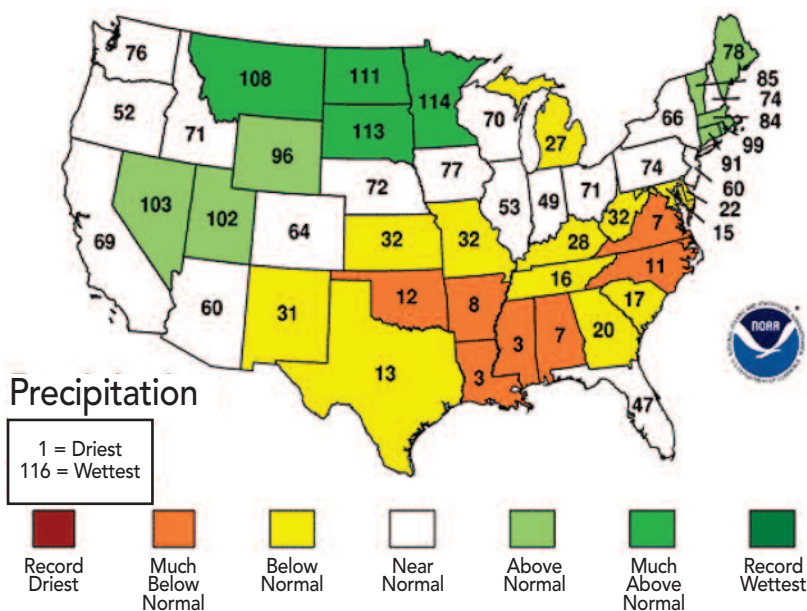 76
108
111
114
78
52
71
96
113
70
27
66
85
74
84
99
91
60
22
15
103
102
72
77
53
49
71
74
69
64
32
32
28
32
7
60
31
12
8
16
11
17
13
3
3
7
20
47
NOAA
Precipitation
1 = Driest
116 = Wettest
Record
Driest
Much
Below
Normal
Below
Normal
Near
Normal
Above
Normal
Much
Above
Normal
Record
Wettest